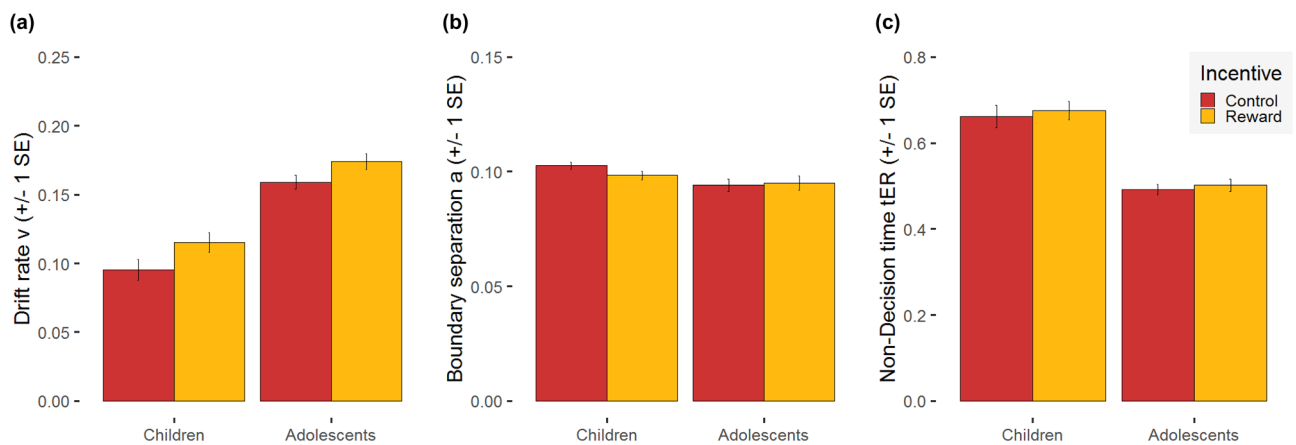 (a)
Drift rate v (+/- 1 SE)
0.25
0.20
0.15
0.10
0.05
0.00
Children
Adolescents
(b)
Boundary separation a (+/- 1 SE)
0.15
0.10
0.05
0.00
Children
Adolescents
(c)
Non-Decision time tER (+/- 1 SE)
0.8
0.6
0.4
0.2
0.0
Children
Adolescents
Incentive
Control
Reward